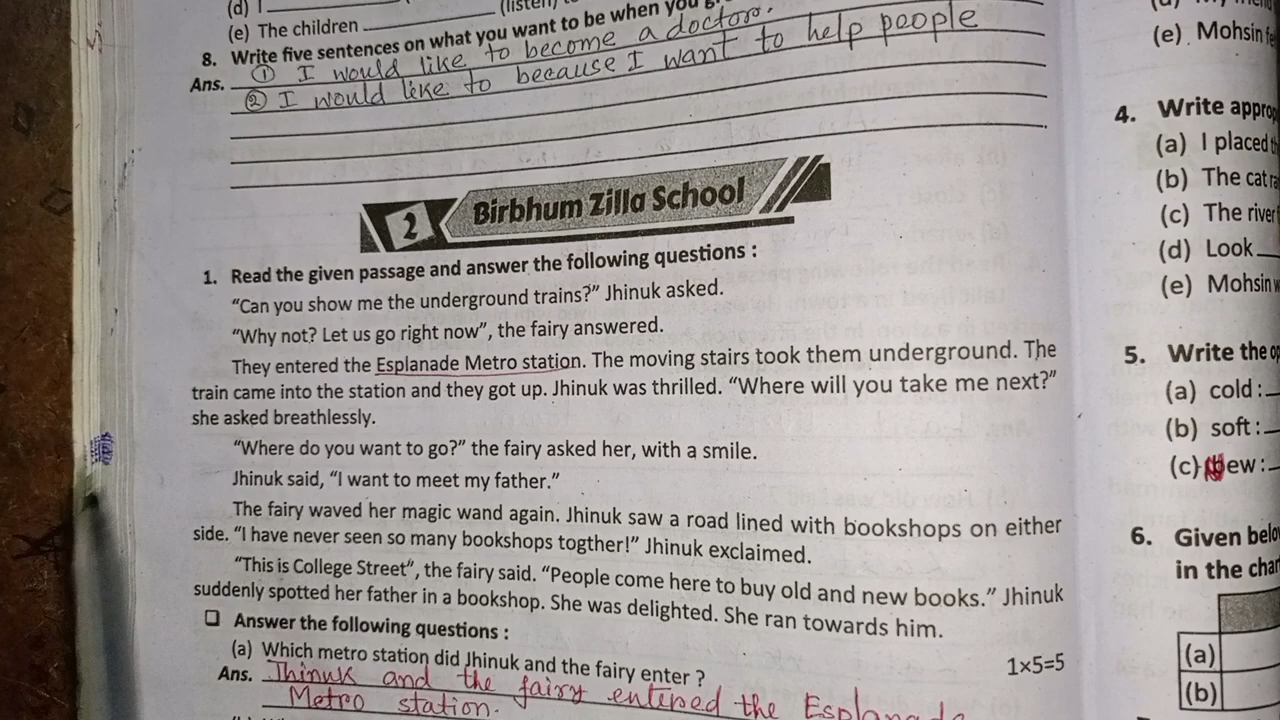 (d) I
(e) The children
8. Write five sentences on what you want to be when you
Ans. ① I would like to become a doctor.
② I would like to because I want to help people
2 Birbhum Zilla School
1. Read the given passage and answer the following questions :
“Can you show me the underground trains?” Jhinuk asked.
“Why not? Let us go right now”, the fairy answered.
They entered the Esplanade Metro station. The moving stairs took them underground. The
train came into the station and they got up. Jhinuk was thrilled. “Where will you take me next?”
she asked breathlessly.
“Where do you want to go?” the fairy asked her, with a smile.
Jhinuk said, “I want to meet my father.”
The fairy waved her magic wand again. Jhinuk saw a road lined with bookshops on either
side. “I have never seen so many bookshops togther!” Jhinuk exclaimed.
“This is College Street”, the fairy said. “People come here to buy old and new books.” Jhinuk
suddenly spotted her father in a bookshop. She was delighted. She ran towards him.
❑ Answer the following questions :
1×5=5
(a) Which metro station did Jhinuk and the fairy enter ?
Ans. Jhinuk and the fairy entered the Esplanade
Metro station.
(e) Mohsin
4. Write
(a) I placed
(b) The cat
(c) The river
(d) Look
(e) Mohsin
5. Write the
(a) cold :
(b) soft :
(c) new :
6. Given
in the
(a)
(b)